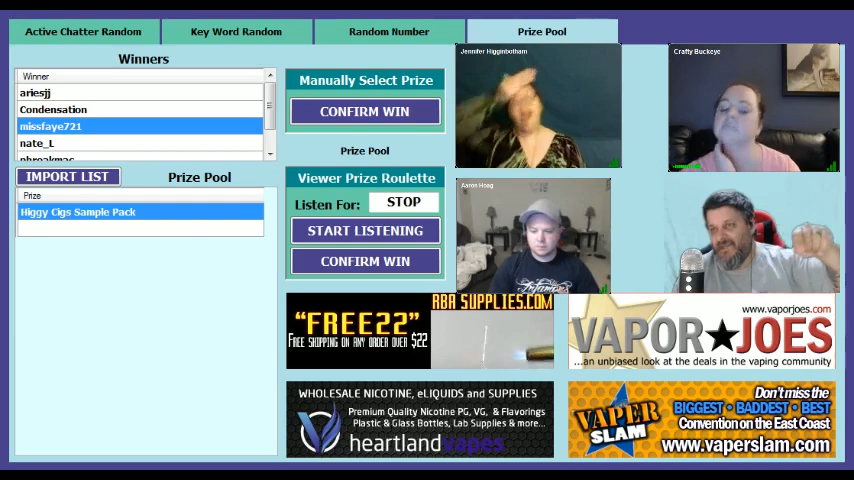 Active Chatter Random
Key Word Random
Random Number
Prize Pool
Winners
Winner
ariesjj
Condensation
missfaye721
nate_L
phroakmac
IMPORT LIST
Prize Pool
Prize
Higgy Cigs Sample Pack
Manually Select Prize
CONFIRM WIN
Prize Pool
Viewer Prize Roulette
Listen For:
STOP
START LISTENING
CONFIRM WIN
Jennifer Higginbotham
Crafty Buckeye
Aaron Hoag
"FREE22"
FREE SHIPPING ON ANY ORDER OVER $22
RBA SUPPLIES.COM
www.vaporjoes.com
VAPOR★JOES
...an unbiased look at the deals in the vaping community
WHOLESALE NICOTINE, eLIQUIDS and SUPPLIES
Premium Quality Nicotine PG, VG, & Flavorings
Plastic & Glass Bottles, Lab Supplies & more...
heartlandvapes
VAPER
SLAM
Don't miss the
BIGGEST • BADDEST • BEST
Convention on the East Coast
www.vaperslam.com